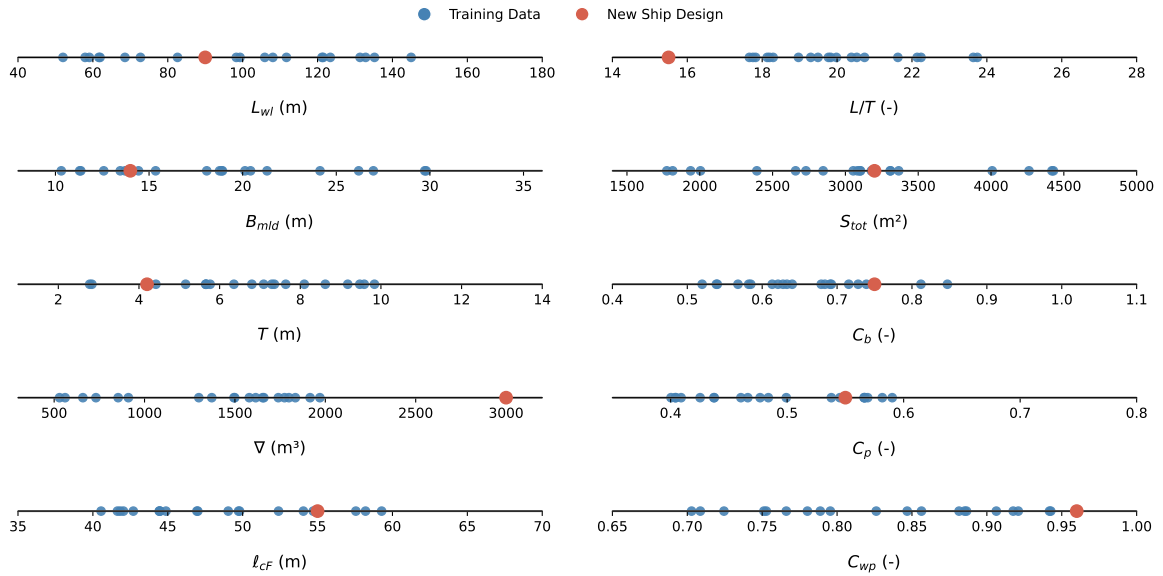 Training Data New Ship Design
40 60 80 100 120 140 160 180
L_wl (m)
14 16 18 20 22 24 26 28
L/T (-)
10 15 20 25 30 35
B_mld (m)
1500 2000 2500 3000 3500 4000 4500 5000
S_tot (m²)
2 4 6 8 10 12 14
T (m)
0.4 0.5 0.6 0.7 0.8 0.9 1.0 1.1
C_b (-)
500 1000 1500 2000 2500 3000
∇ (m³)
0.4 0.5 0.6 0.7 0.8
C_p (-)
35 40 45 50 55 60 65 70
ℓ_cF (m)
0.65 0.70 0.75 0.80 0.85 0.90 0.95 1.00
C_wp (-)